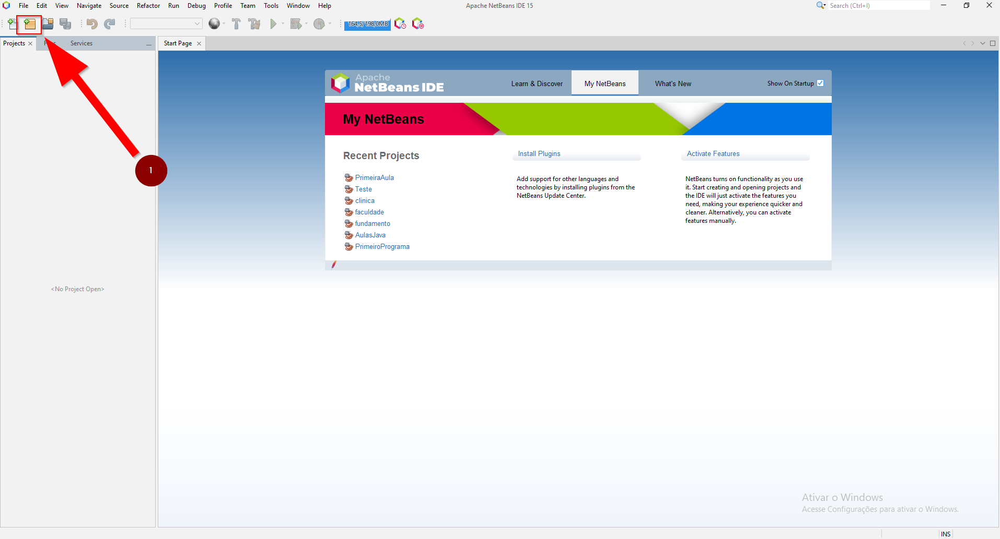 File Edit View Navigate Source Refactor Run Debug Profile Team Tools Window Help
Apache NetBeans IDE 15
Search (Ctrl+I)
164,5/198,0MB
Projects
Services
Start Page
Apache
NetBeans IDE
Learn & Discover
My NetBeans
What's New
Show On Startup
My NetBeans
Recent Projects
PrimeiraAula
Teste
clinica
faculdade
fundamento
AulasJava
PrimeiroPrograma
Install Plugins
Add support for other languages and
technologies by installing plugins from the
NetBeans Update Center.
Activate Features
NetBeans turns on functionality as you use
it. Start creating and opening projects and
the IDE will just activate the features you
need, making your experience quicker and
cleaner. Alternatively, you can activate
features manually.
1
<No Project Open>
Ativar o Windows
Acesse Configurações para ativar o Windows.
INS